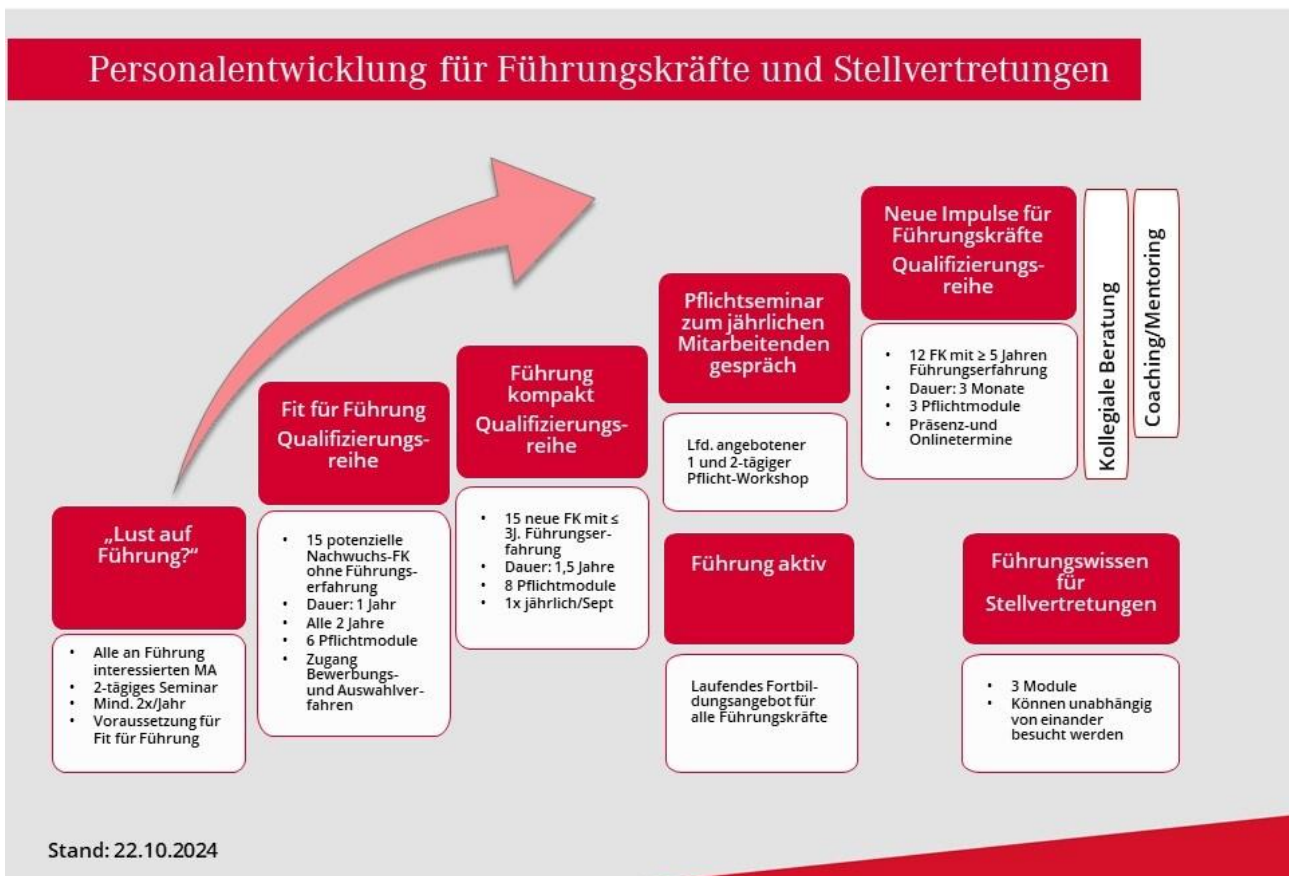 Personalentwicklung für Führungskräfte und Stellvertretungen
„Lust auf
Führung?“
• Alle an Führung
interessierten MA
• 2-tägiges Seminar
• Mind. 2x/Jahr
• Voraussetzung für
Fit für Führung
Fit für Führung
Qualifizierungs-
reihe
• 15 potenzielle
Nachwuchs-FK
ohne Führungs-
erfahrung
• Dauer: 1 Jahr
• Alle 2 Jahre
• 6 Pflichtmodule
• Zugang
Bewerbungs-
und Auswahlver-
fahren
Führung
kompakt
Qualifizierungs-
reihe
• 15 neue FK mit ≤
3J. Führungser-
fahrung
• Dauer: 1,5 Jahre
• 8 Pflichtmodule
• 1x jährlich/Sept
Pflichtseminar
zum jährlichen
Mitarbeitenden
gespräch
Lfd. angebotener
1 und 2-tägiger
Pflicht-Workshop
Führung aktiv
Laufendes Fortbil-
dungsangebot für
alle Führungskräfte
Neue Impulse für
Führungskräfte
Qualifizierungs-
reihe
• 12 FK mit ≥ 5 Jahren
Führungserfahrung
• Dauer: 3 Monate
• 3 Pflichtmodule
• Präsenz-und
Onlinetermine
Kollegiale Beratung
Coaching/Mentoring
Führungswissen
für
Stellvertretungen
• 3 Module
• Können unabhängig
von einander
besucht werden
Stand: 22.10.2024